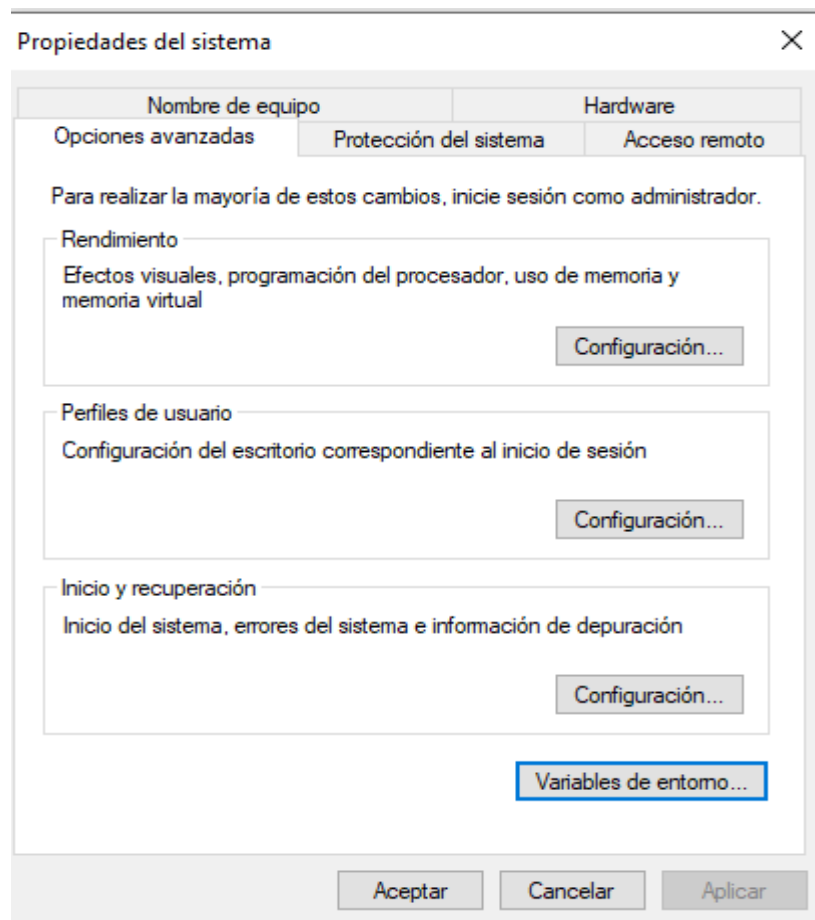 Propiedades del sistema
Nombre de equipo
Hardware
Opciones avanzadas
Protección del sistema
Acceso remoto
Para realizar la mayoría de estos cambios, inicie sesión como administrador.
Rendimiento
Efectos visuales, programación del procesador, uso de memoria y
memoria virtual
Configuración...
Perfiles de usuario
Configuración del escritorio correspondiente al inicio de sesión
Configuración...
Inicio y recuperación
Inicio del sistema, errores del sistema e información de depuración
Configuración...
Variables de entorno...
Aceptar
Cancelar
Aplicar